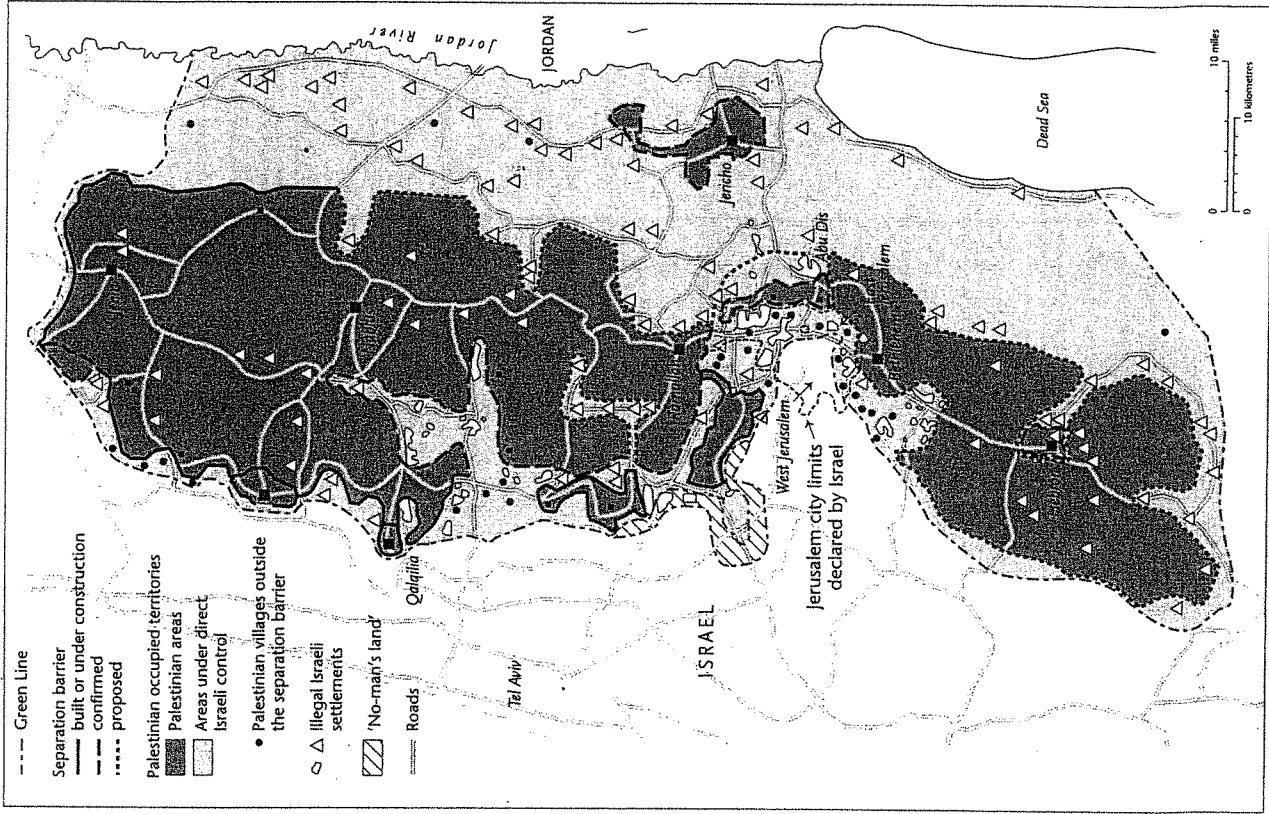 Green Line
Separation barrier
built or under construction
confirmed
proposed
Palestinian occupied territories
Palestinian areas
Areas under direct
Israeli control
Palestinian villages outside
the separation barrier
Illegal Israeli
settlements
'No-man's land'
Roads
Jordan River
JORDAN
Qalqilia
Tel Aviv
ISRAEL
Jericho
Abu Dis
West Jerusalem
Jerusalem city limits
declared by Israel
Dead Sea
0 10 miles
0 10 kilometres